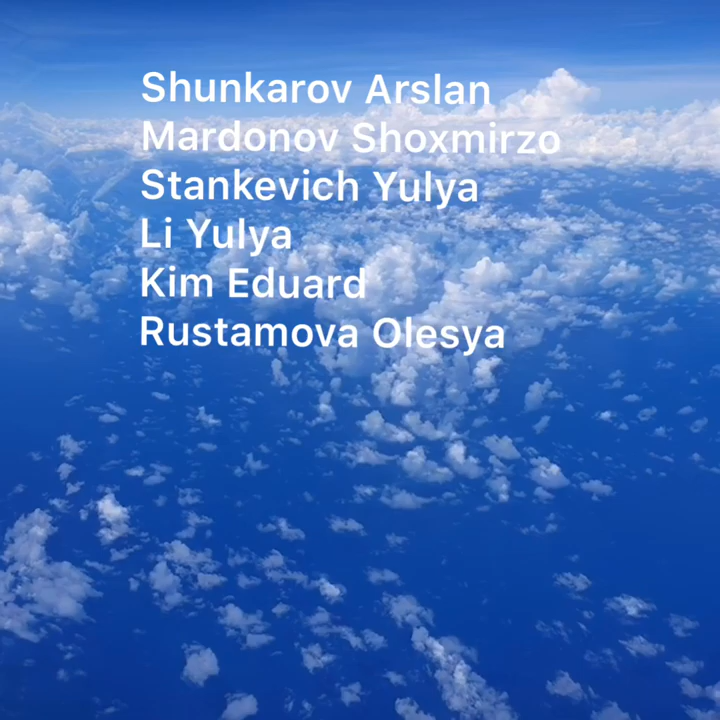 Shunkarov Arslan
Mardonov Shoxmirzo
Stankevich Yulya
Li Yulya
Kim Eduard
Rustamova Olesya